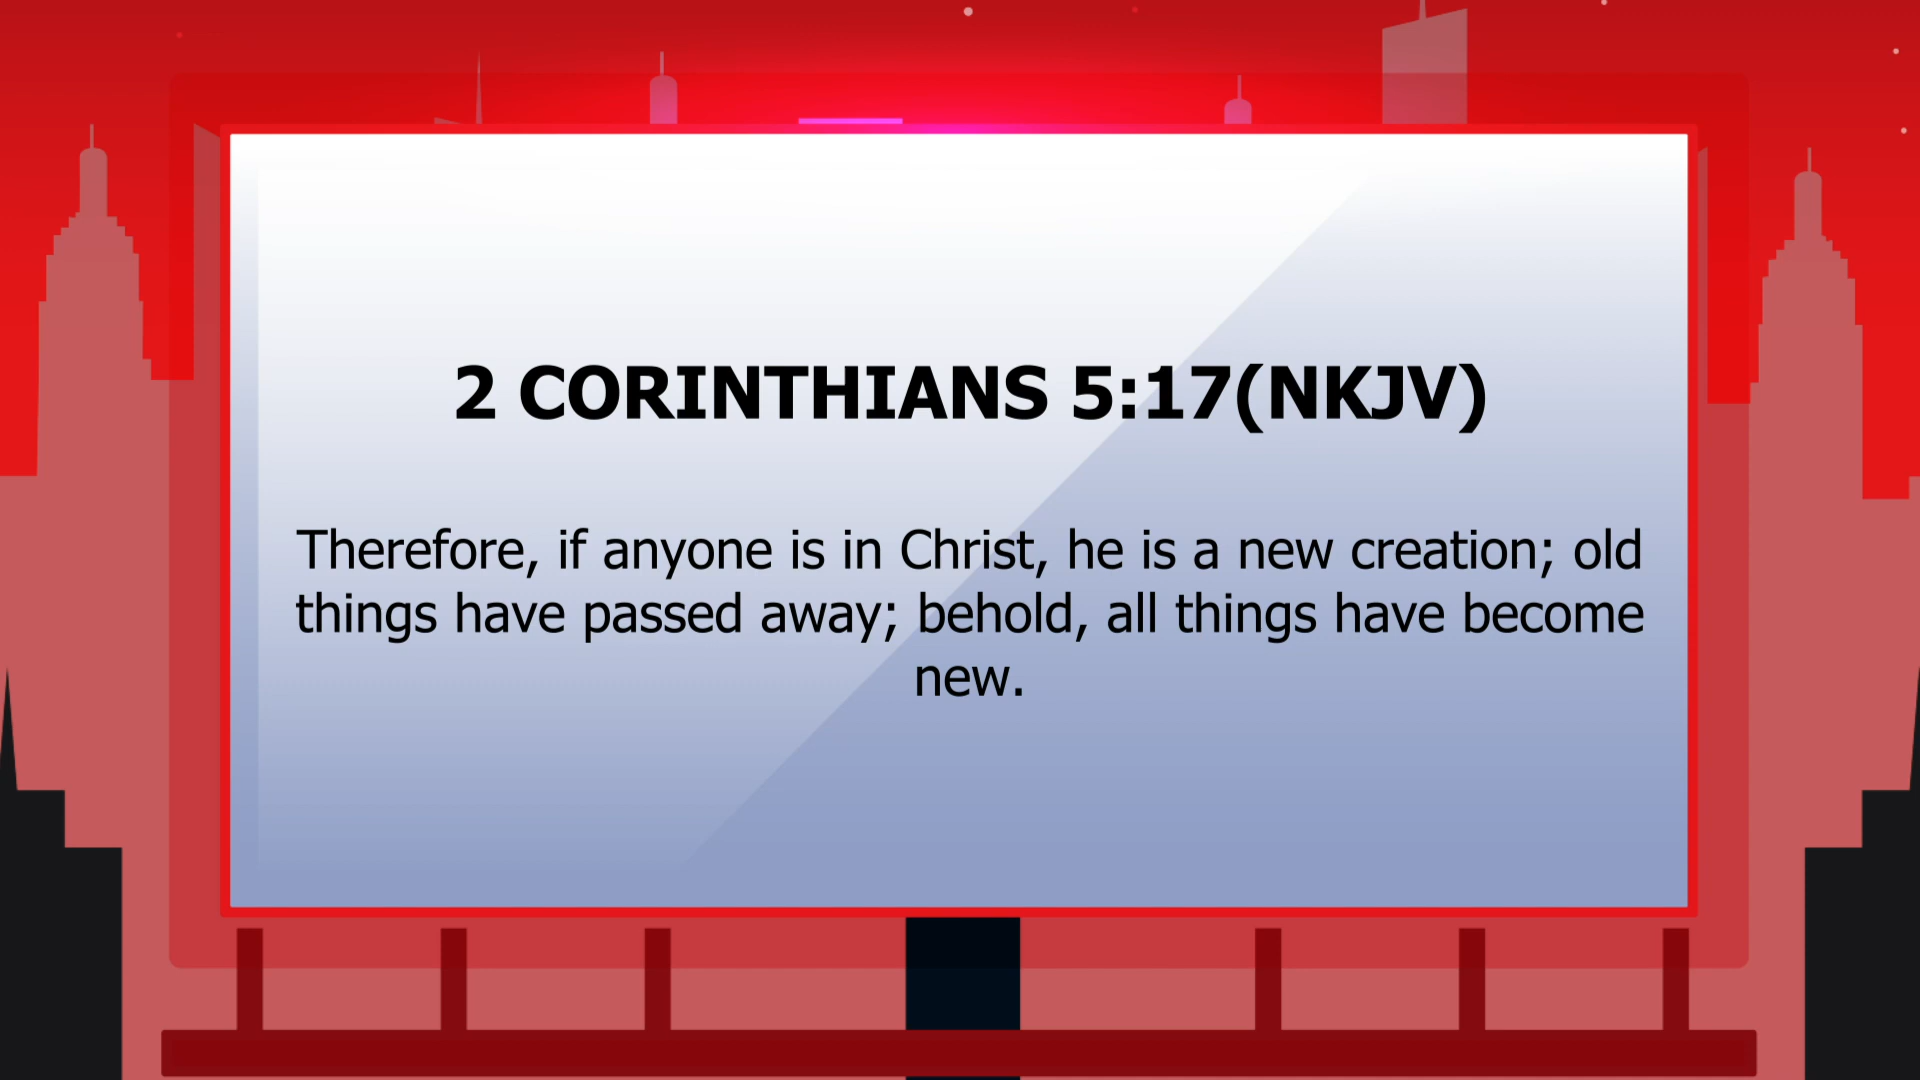 2 CORINTHIANS 5:17(NKJV)
Therefore, if anyone is in Christ, he is a new creation; old
things have passed away; behold, all things have become
new.